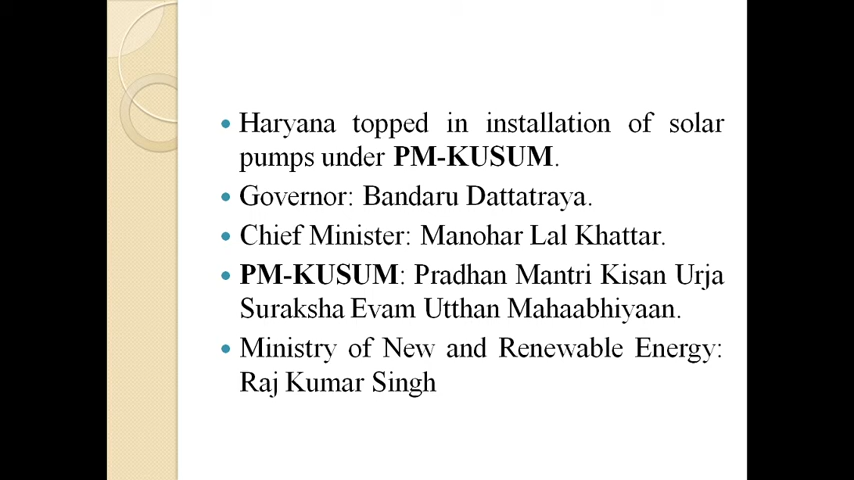 • Haryana topped in installation of solar
pumps under PM-KUSUM.
• Governor: Bandaru Dattatraya.
• Chief Minister: Manohar Lal Khattar.
• PM-KUSUM: Pradhan Mantri Kisan Urja
Suraksha Evam Utthan Mahaabhiyaan.
• Ministry of New and Renewable Energy:
Raj Kumar Singh